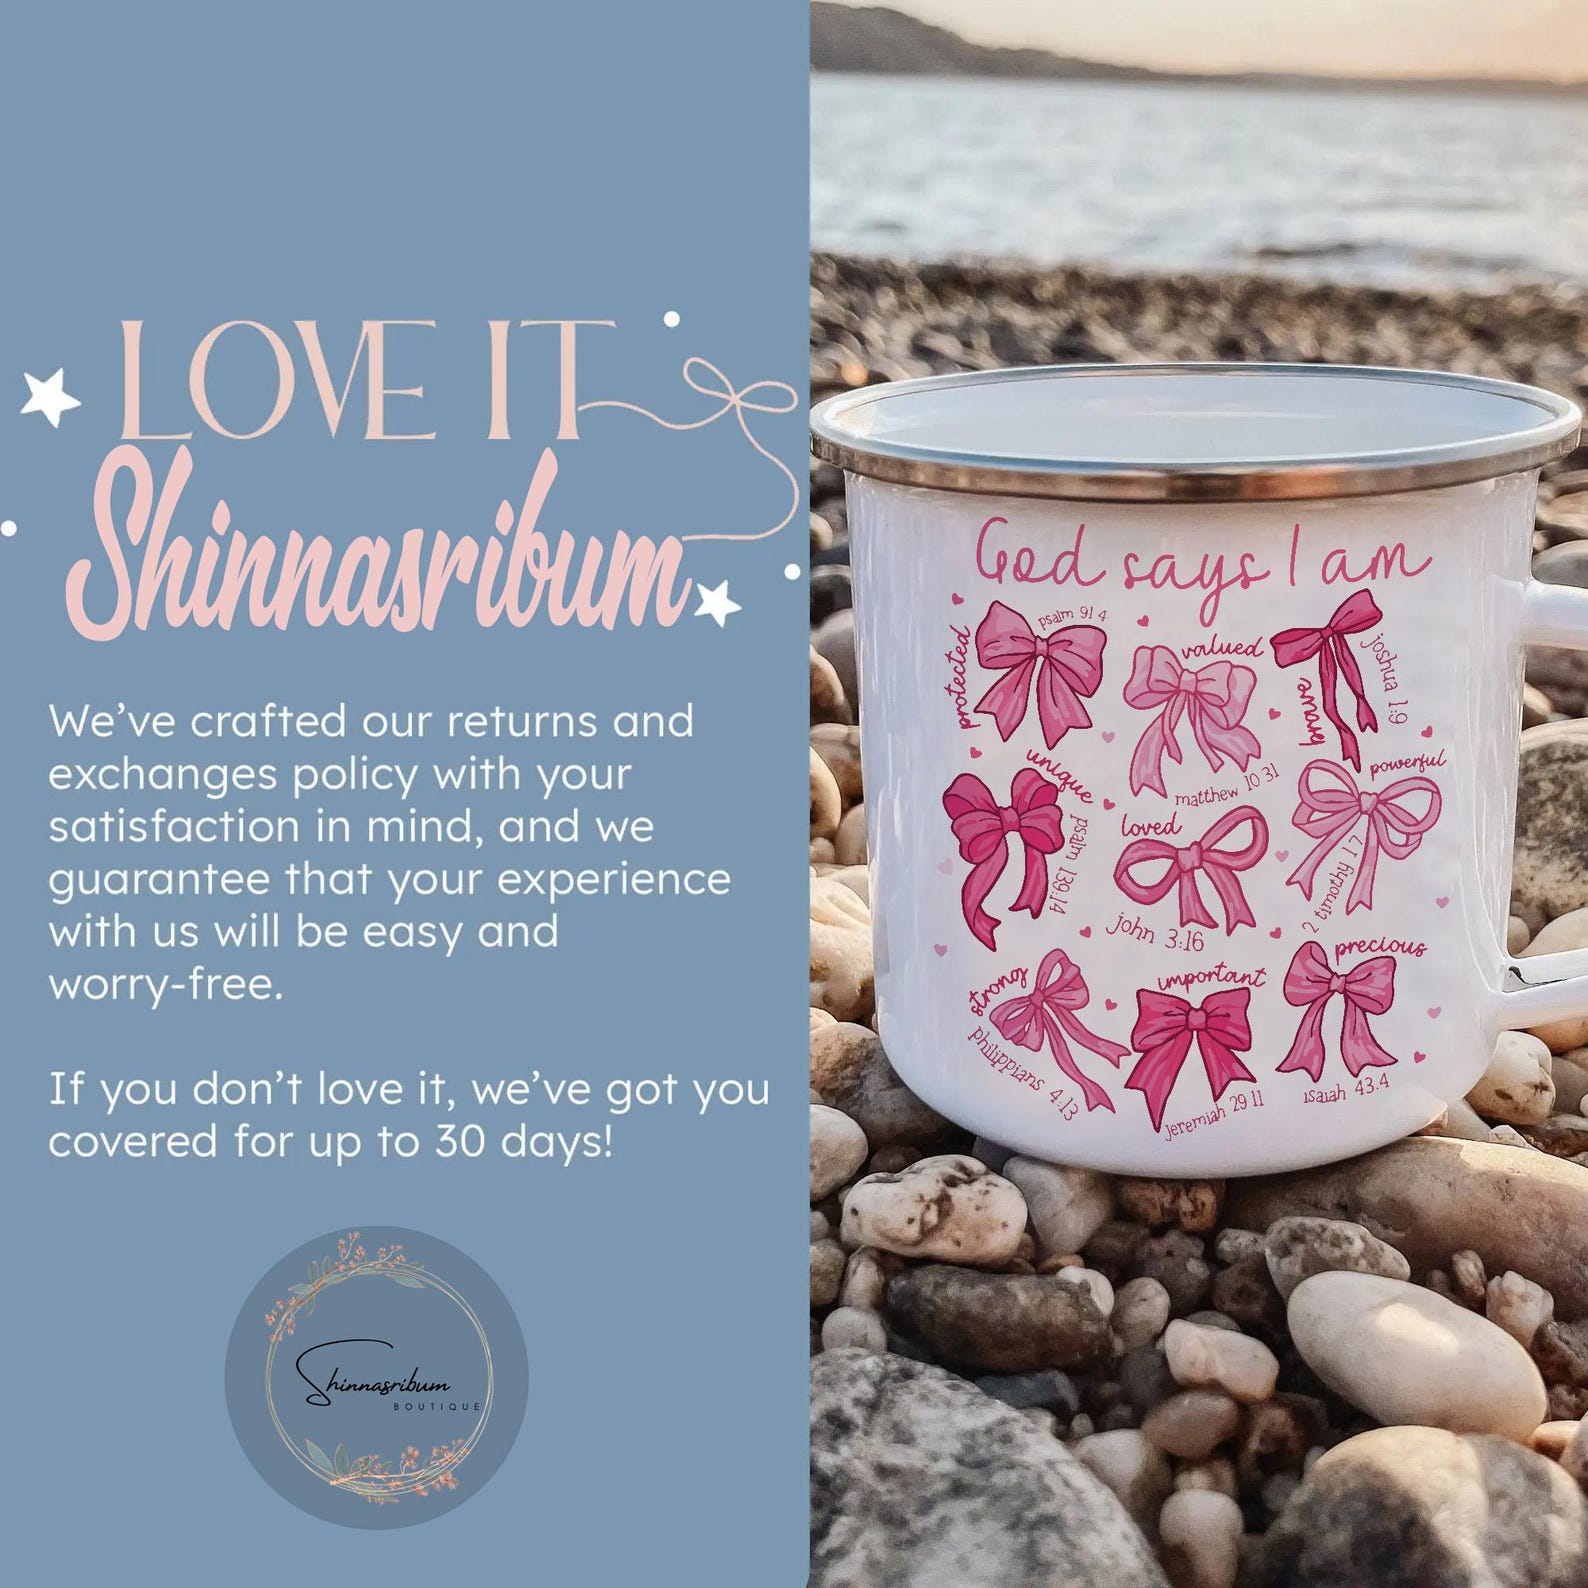 LOVE IT
Shinnasribum
We've crafted our returns and
exchanges policy with your
satisfaction in mind, and we
guarantee that your experience
with us will be easy and
worry-free.
If you don't love it, we've got you
covered for up to 30 days!
Shinnasribum
BOUTIQUE
God says I am
protected
psalm 91 4
valued
matthew 10 31
brave
joshua 1:9
unique
psalm 139:14
loved
john 3:16
powerful
2 timothy 1 7
strong
philippians 4:13
important
jeremiah 29 11
precious
isaiah 43:4